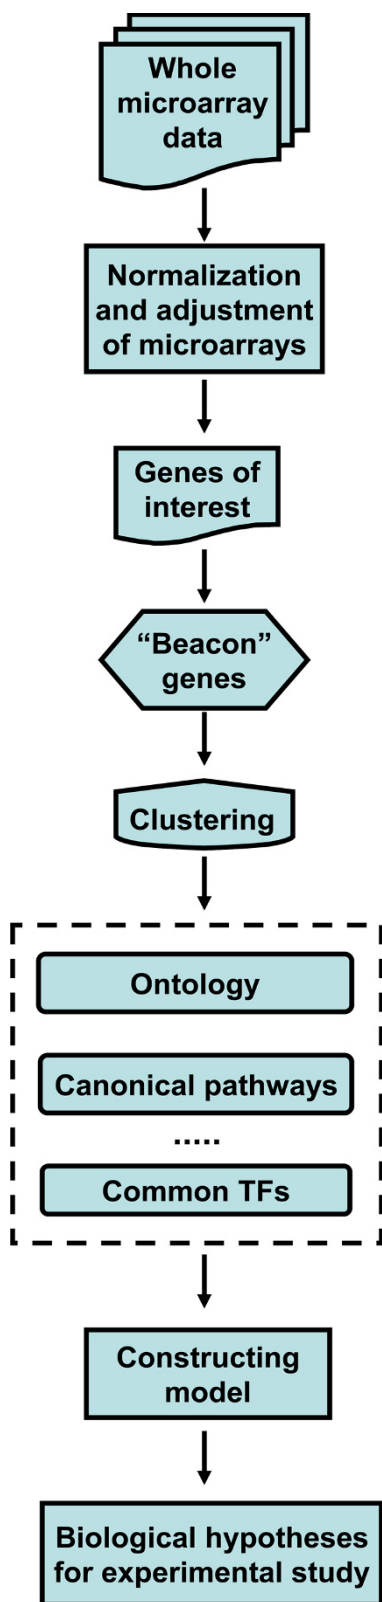 Whole
microarray
data
Normalization
and adjustment
of microarrays
Genes of
interest
“Beacon”
genes
Clustering
Ontology
Canonical pathways
.....
Common TFs
Constructing
model
Biological hypotheses
for experimental study